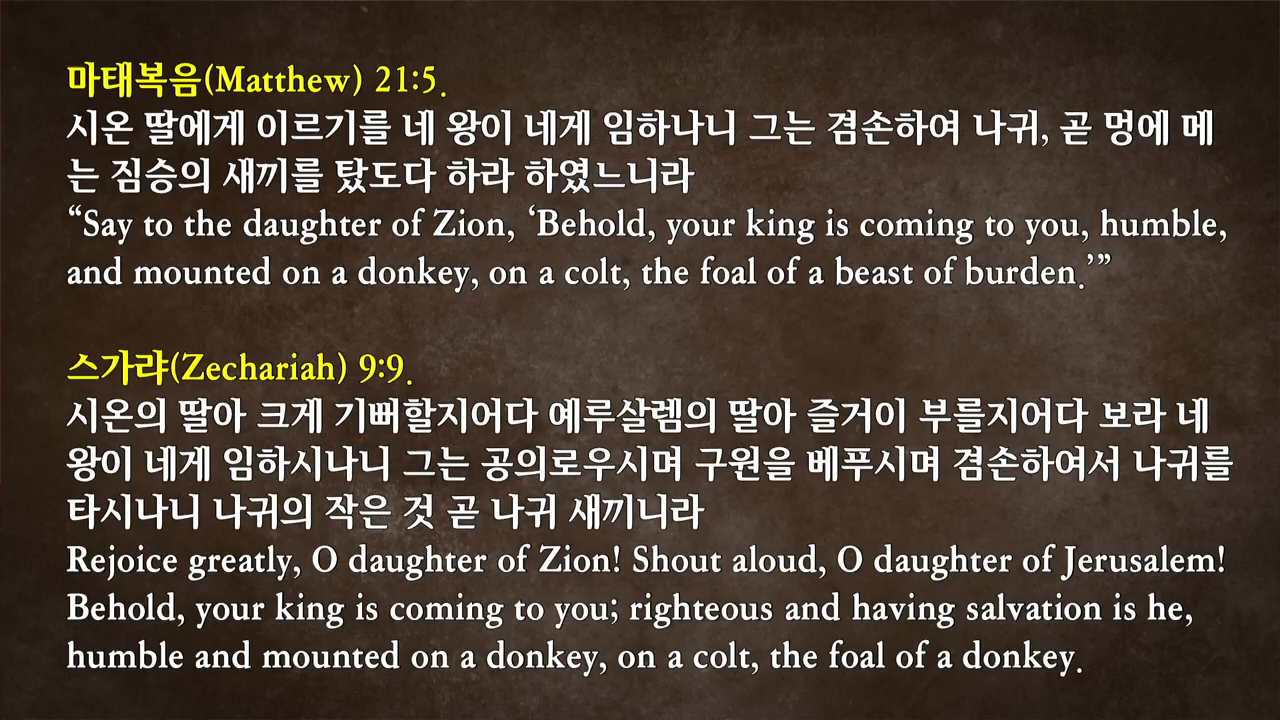 마태복음(Matthew) 21:5.
시온 딸에게 이르기를 네 왕이 네게 임하나니 그는 겸손하여 나귀, 곧 멍에 메
는 짐승의 새끼를 탔도다 하라 하였느니라
“Say to the daughter of Zion, ‘Behold, your king is coming to you, humble,
and mounted on a donkey, on a colt, the foal of a beast of burden.’”
스가랴(Zechariah) 9:9.
시온의 딸아 크게 기뻐할지어다 예루살렘의 딸아 즐거이 부를지어다 보라 네
왕이 네게 임하시나니 그는 공의로우시며 구원을 베푸시며 겸손하여서 나귀를
타시나니 나귀의 작은 것 곧 나귀 새끼니라
Rejoice greatly, O daughter of Zion! Shout aloud, O daughter of Jerusalem!
Behold, your king is coming to you; righteous and having salvation is he,
humble and mounted on a donkey, on a colt, the foal of a donkey.